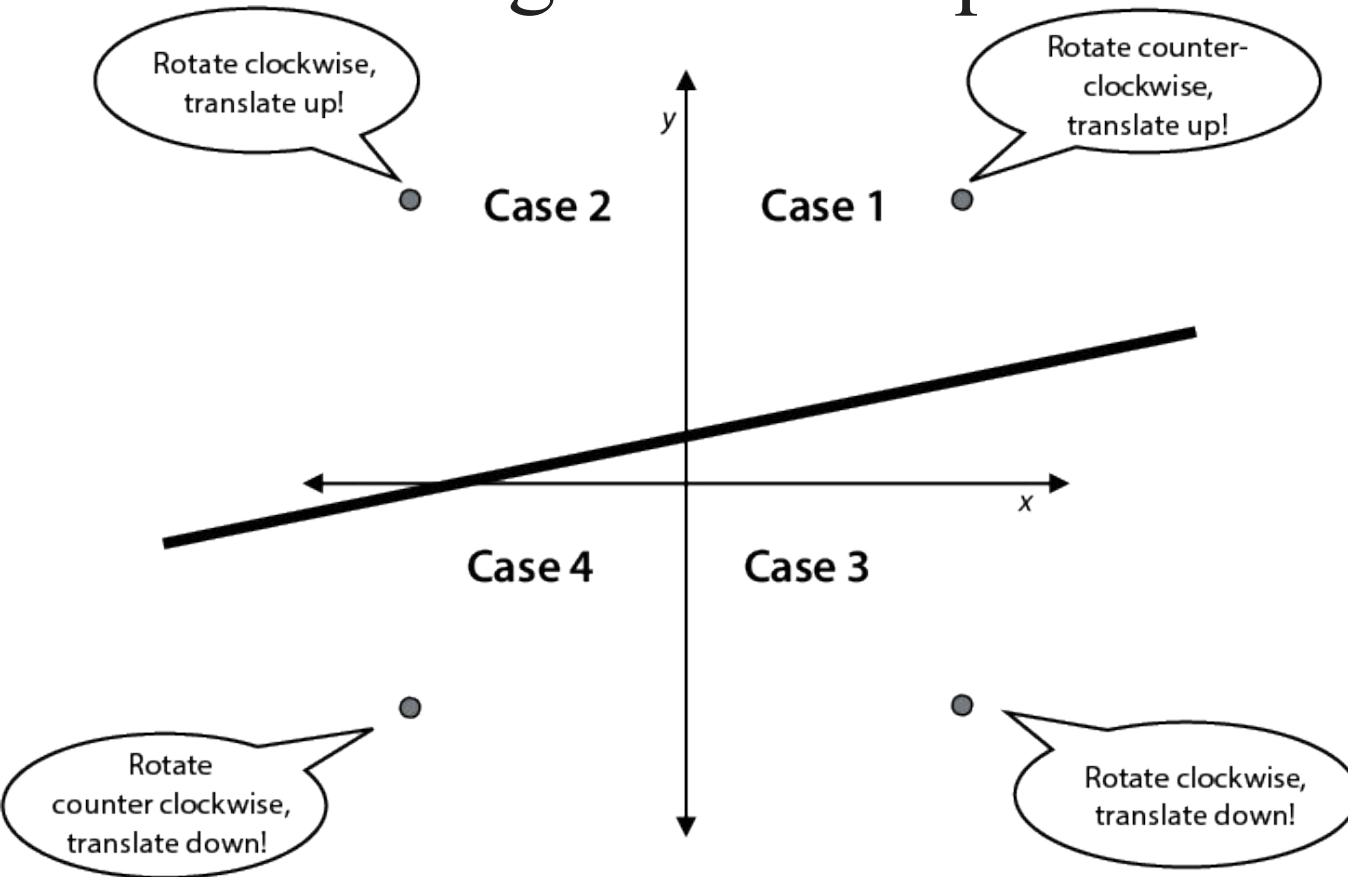 Rotate clockwise,
translate up!
Rotate counter-
clockwise,
translate up!
y
Case 2
Case 1
x
Case 4
Case 3
Rotate
counter clockwise,
translate down!
Rotate clockwise,
translate down!